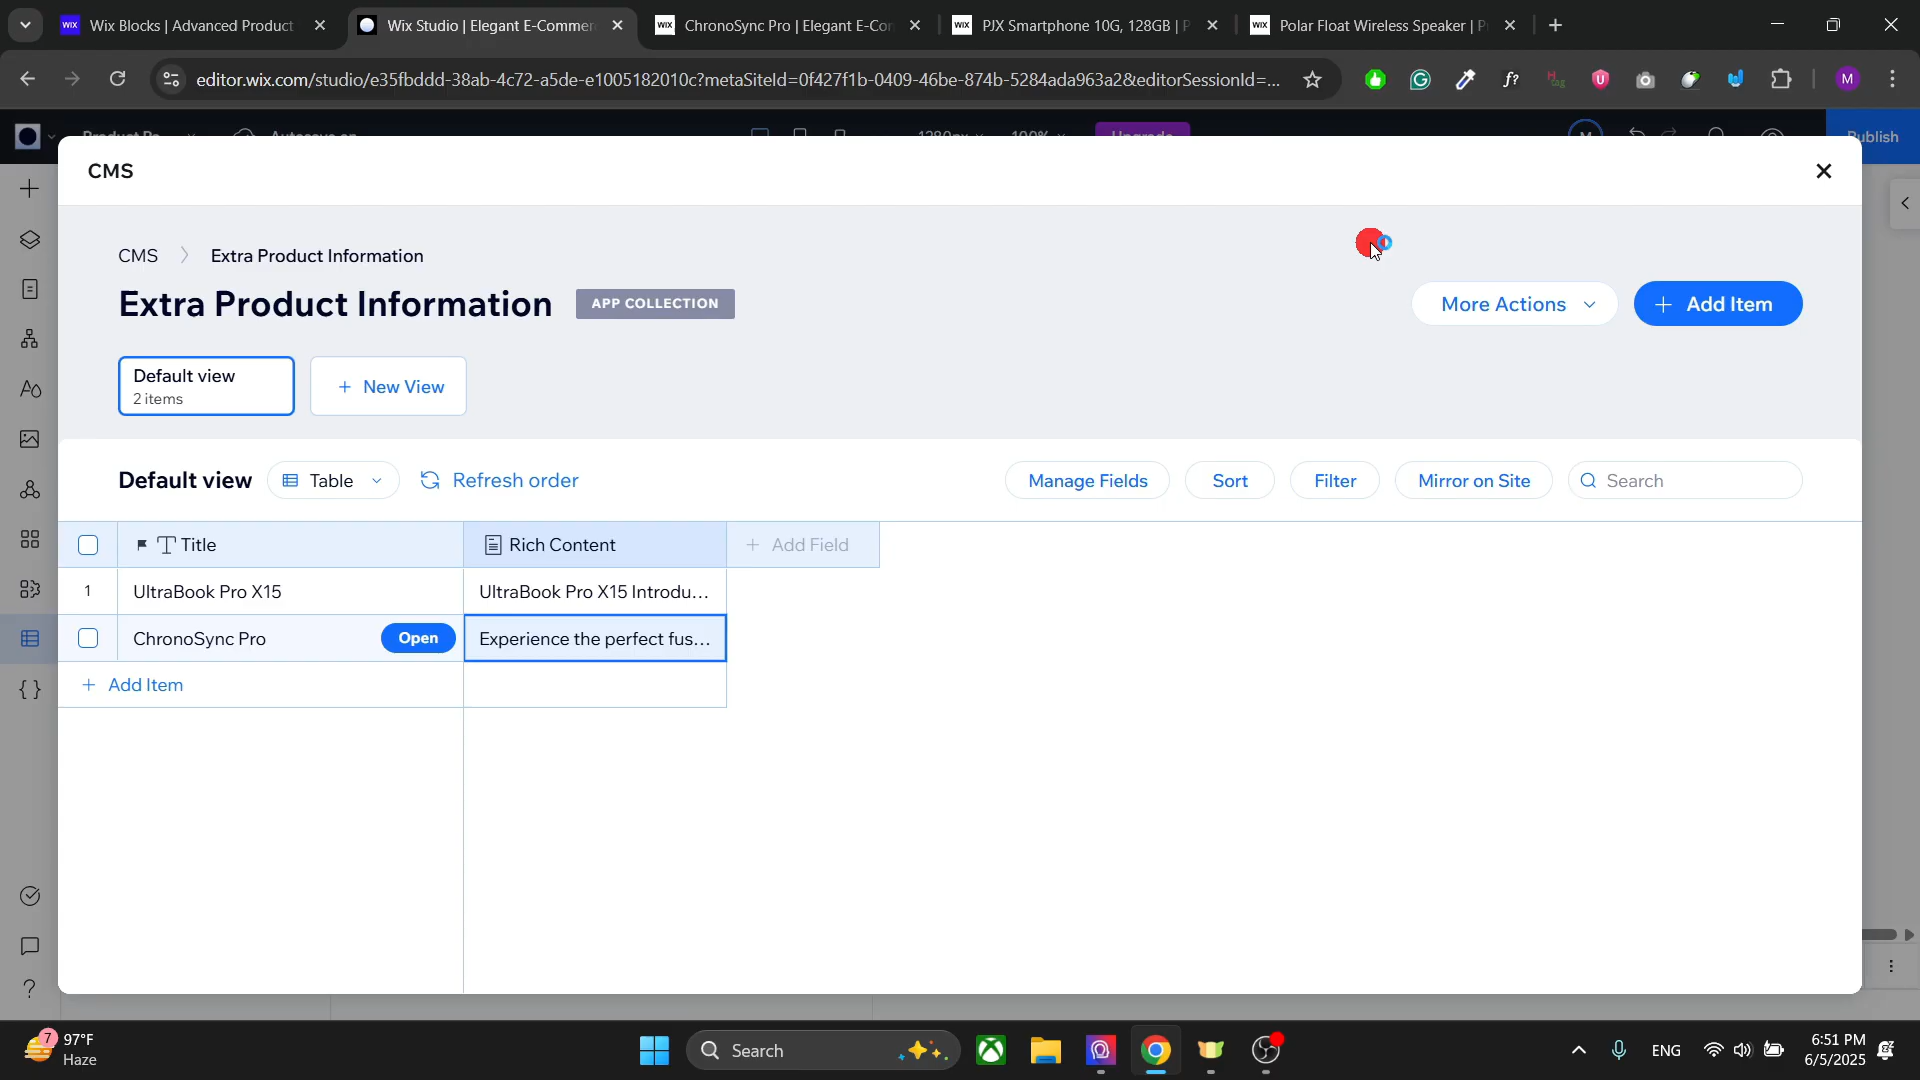 Wix Blocks | Advanced Product
Wix Studio | Elegant E-Commer
ChronoSync Pro | Elegant E-Con
PJX Smartphone 10G, 128GB | P
Polar Float Wireless Speaker | P
editor.wix.com/studio/e35fbddd-38ab-4c72-a5de-e1005182010c?metaSiteId=0f427f1b-0409-46be-874b-5284ada963a2&editorSessionId=...
Publish
CMS
CMS
Extra Product Information
Extra Product Information
APP COLLECTION
More Actions
Add Item
Default view
2 items
New View
Default view
Table
Refresh order
Manage Fields
Sort
Filter
Mirror on Site
Search
Title
Rich Content
Add Field
1
UltraBook Pro X15
UltraBook Pro X15 Introdu...
ChronoSync Pro
Open
Experience the perfect fus...
Add Item
7
97°F
Haze
Search
ENG
6:51 PM
6/5/2025